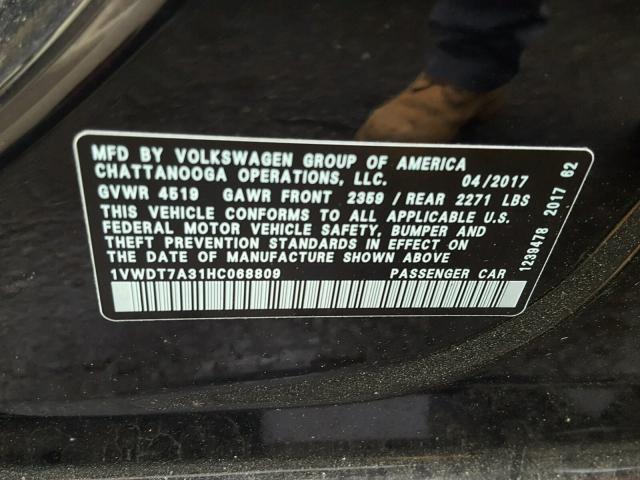 MFD BY VOLKSWAGEN GROUP OF AMERICA
CHATTANOOGA OPERATIONS, LLC. 04/2017
GVWR 4519 GAWR FRONT 2359 / REAR 2271 LBS
THIS VEHICLE CONFORMS TO ALL APPLICABLE U.S.
FEDERAL MOTOR VEHICLE SAFETY, BUMPER AND
THEFT PREVENTION STANDARDS IN EFFECT ON
THE DATE OF MANUFACTURE SHOWN ABOVE
1VWDT7A31HC068809 PASSENGER CAR
1239478 2017 62